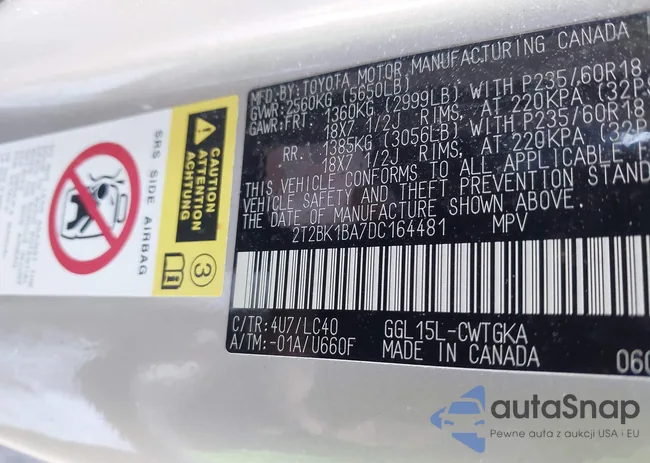 MFD.BY:TOYOTA MOTOR MANUFACTURING CANADA
GVWR:2560KG (5650LB)
GAWR:FRT 1360KG (2999LB) WITH P235/60R18
18X7 1/2J RIMS, AT 220KPA (32PS
RR. 1385KG (3056LB) WITH P235/60R18
18X7 1/2J RIMS, AT 220KPA (32P
THIS VEHICLE CONFORMS TO ALL APPLICABLE
VEHICLE SAFETY AND THEFT PREVENTION STAND
THE DATE OF MANUFACTURE SHOWN ABOVE.
2T2BK1BA7DC164481 MPV
C/TR:4U7/LC40 GGL15L-CWTGKA
A/TM:-01A/U660F MADE IN CANADA 060
CAUTION
ATTENTION
ACHTUNG
3
SRS SIDE AIRBAG
autaSnap
Pewne auta z aukcji USA i EU